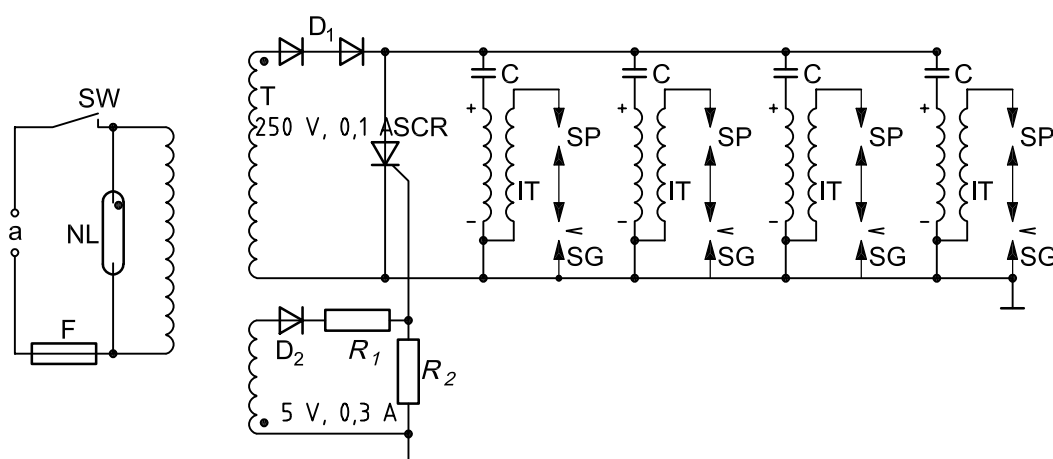 D1
SW
T
250 V, 0,1 A
SCR
C
C
C
C
+
+
+
+
SP
SP
SP
SP
IT
IT
IT
IT
a
NL
−
−
−
−
SG
SG
SG
SG
F
D2
R1
R2
5 V, 0,3 A